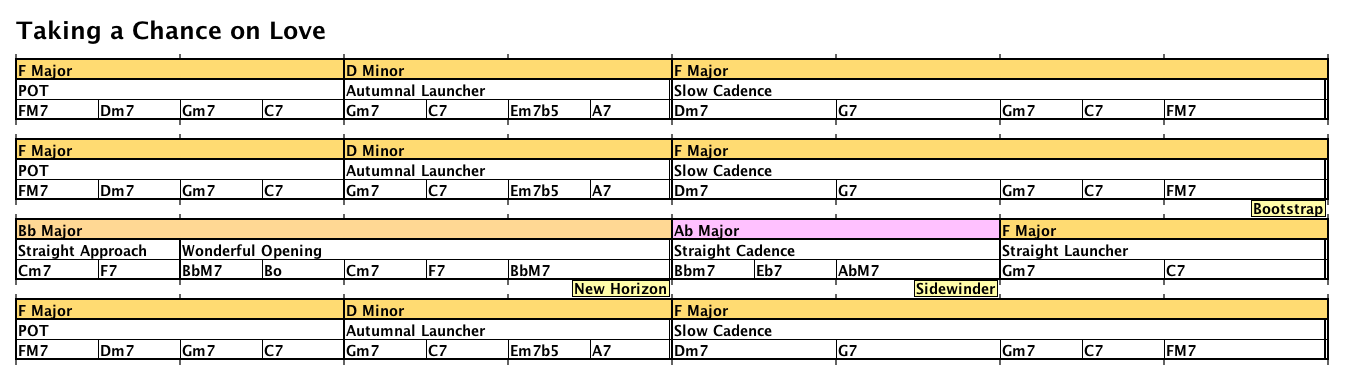 Taking a Chance on Love
F Major D Minor F Major
POT Autumnal Launcher Slow Cadence
FM7 Dm7 Gm7 C7 Gm7 C7 Em7b5 A7 Dm7 G7 Gm7 C7 FM7
F Major D Minor F Major
POT Autumnal Launcher Slow Cadence
FM7 Dm7 Gm7 C7 Gm7 C7 Em7b5 A7 Dm7 G7 Gm7 C7 FM7
Bootstrap
Bb Major Ab Major F Major
Straight Approach Wonderful Opening Straight Cadence Straight Launcher
Cm7 F7 BbM7 Bo Cm7 F7 BbM7 Bbm7 Eb7 AbM7 Gm7 C7
New Horizon Sidewinder
F Major D Minor F Major
POT Autumnal Launcher Slow Cadence
FM7 Dm7 Gm7 C7 Gm7 C7 Em7b5 A7 Dm7 G7 Gm7 C7 FM7